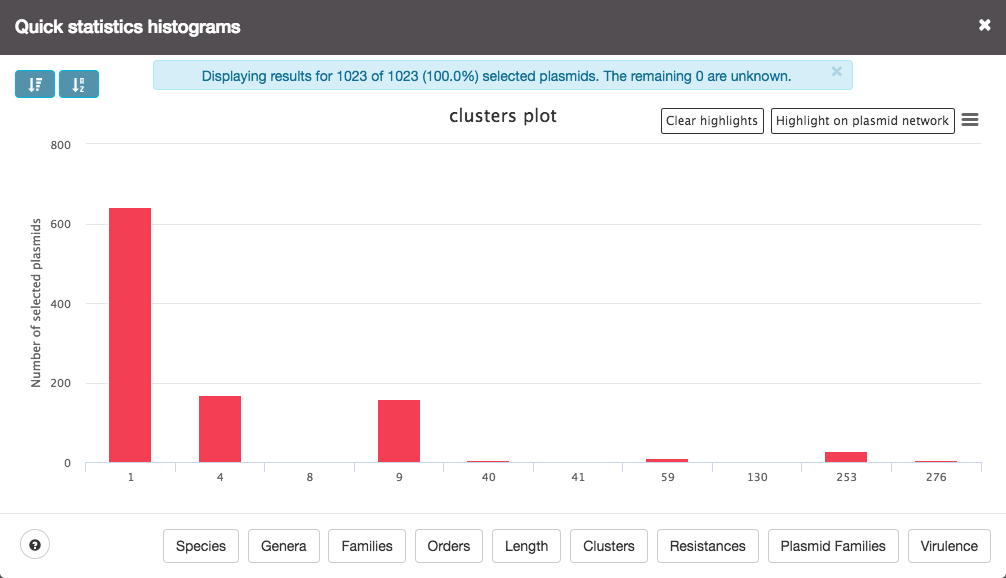 Quick statistics histograms
Displaying results for 1023 of 1023 (100.0%) selected plasmids. The remaining 0 are unknown.
clusters plot
Clear highlights
Highlight on plasmid network
Number of selected plasmids
800
600
400
200
0
1 4 8 9 40 41 59 130 253 276
Species Genera Families Orders Length Clusters Resistances Plasmid Families Virulence